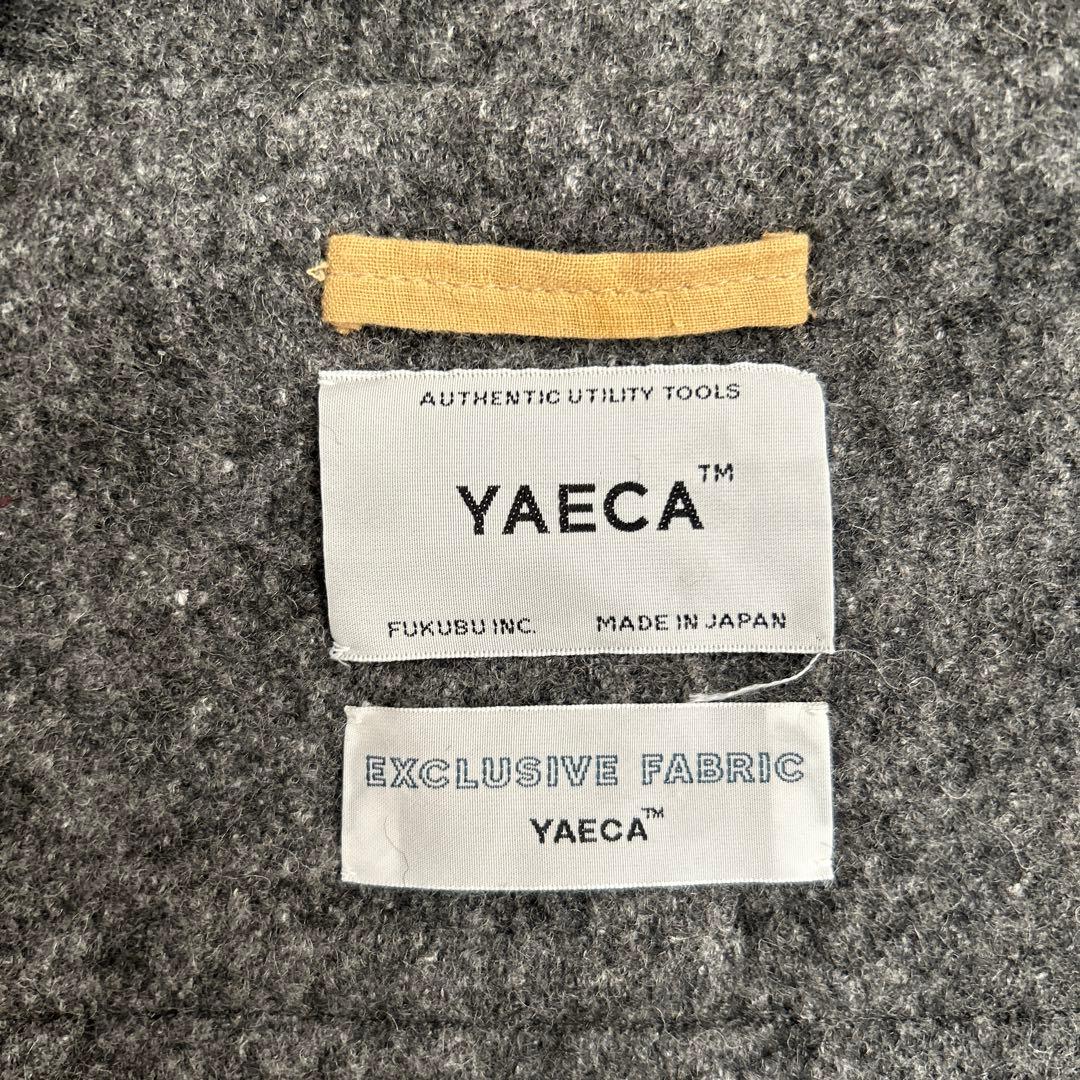 AUTHENTIC UTILITY TOOLS
YAECA™
FUKUBU INC. MADE IN JAPAN
EXCLUSIVE FABRIC
YAECA™